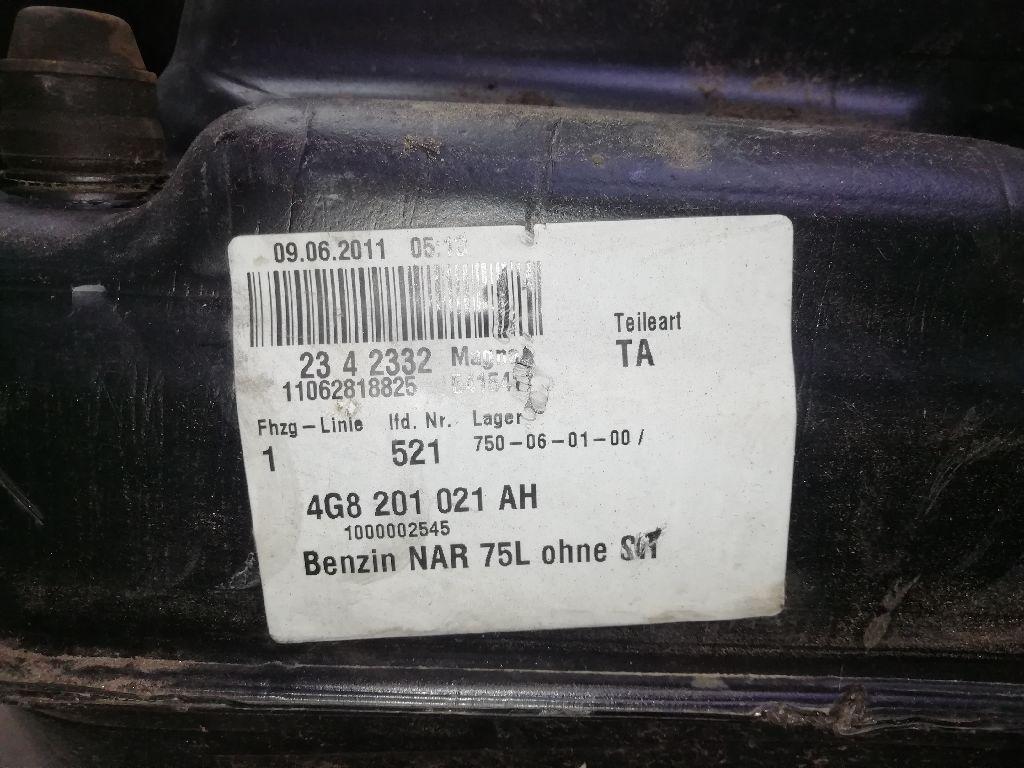 09.06.2011
Teileart
TA
23 4 2332
11062818825
Fhzg-Linie lfd. Nr. Lager
1 521 750-06-01-00 /
4G8 201 021 AH
1000002545
Benzin NAR 75L ohne